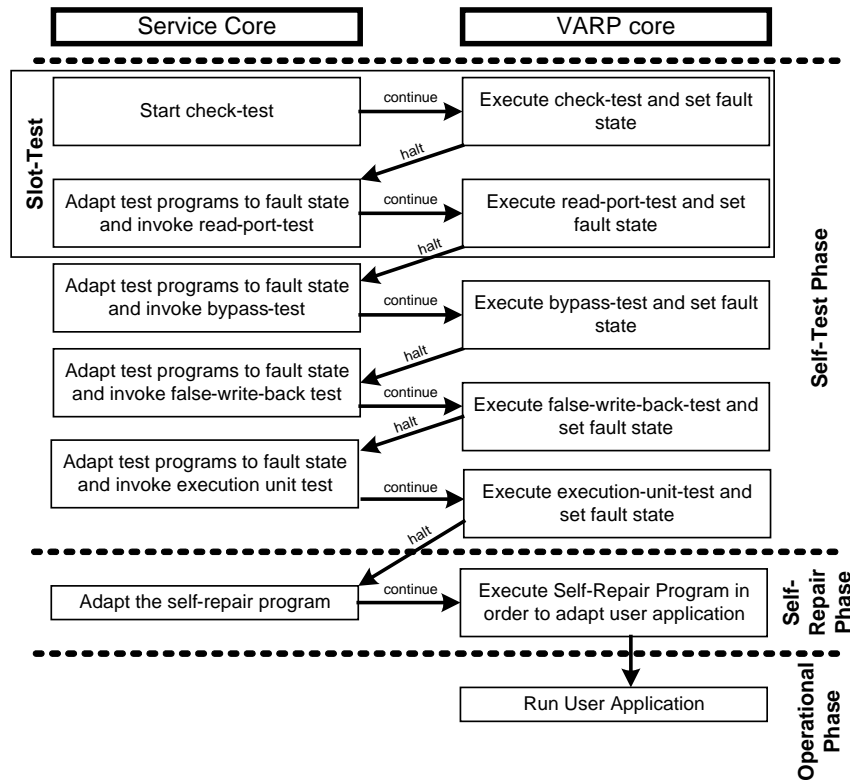 Service Core
VARP core
Slot-Test
Start check-test
continue
Execute check-test and set fault
state
halt
Adapt test programs to fault state
and invoke read-port-test
continue
Execute read-port-test and set
fault state
halt
Adapt test programs to fault state
and invoke bypass-test
continue
Execute bypass-test and set fault
state
halt
Adapt test programs to fault state
and invoke false-write-back test
continue
Execute false-write-back-test and
set fault state
halt
Adapt test programs to fault state
and invoke execution unit test
continue
Execute execution-unit-test and
set fault state
halt
Self-Test Phase
Adapt the self-repair program
continue
Execute Self-Repair Program in
order to adapt user application
Self-
Repair
Phase
Run User Application
Operational
Phase